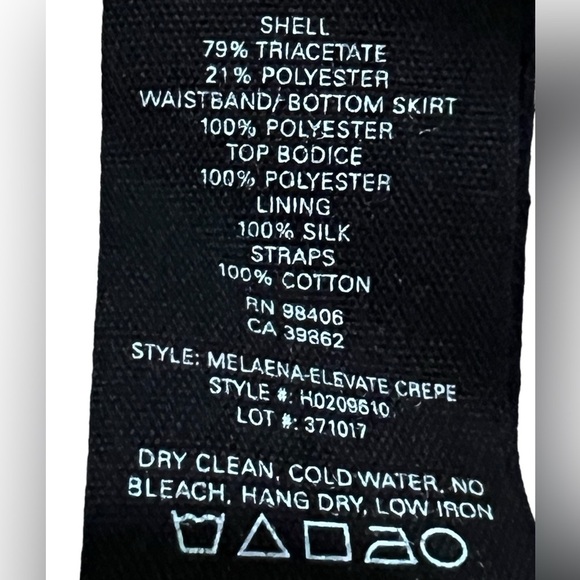 SHELL
79% TRIACETATE
21% POLYESTER
WAISTBAND/BOTTOM SKIRT
100% POLYESTER
TOP BODICE
100% POLYESTER
LINING
100% SILK
STRAPS
100% COTTON
RN 98406
CA 39862
STYLE: MELAENA-ELEVATE CREPE
STYLE #: H0209610
LOT #: 371017
DRY CLEAN, COLD WATER, NO
BLEACH, HANG DRY, LOW IRON